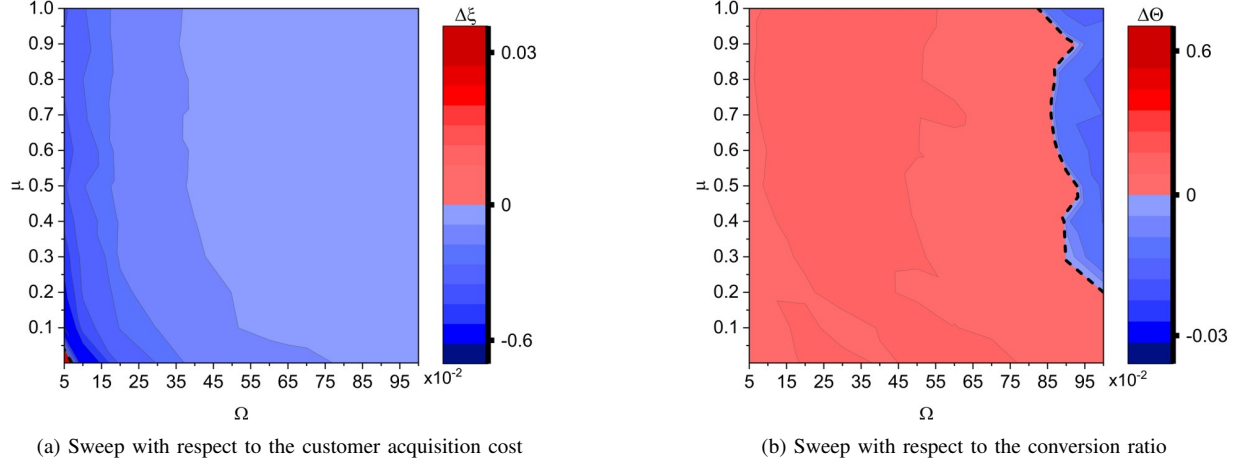 Δξ
1.0
0.9
0.8
0.7
0.6
0.5
0.4
0.3
0.2
0.1
μ
5 15 25 35 45 55 65 75 85 95
x10-2
Ω
0.03
0
-0.6
(a) Sweep with respect to the customer acquisition cost
ΔΘ
1.0
0.9
0.8
0.7
0.6
0.5
0.4
0.3
0.2
0.1
μ
5 15 25 35 45 55 65 75 85 95
x10-2
Ω
0.6
0
-0.03
(b) Sweep with respect to the conversion ratio